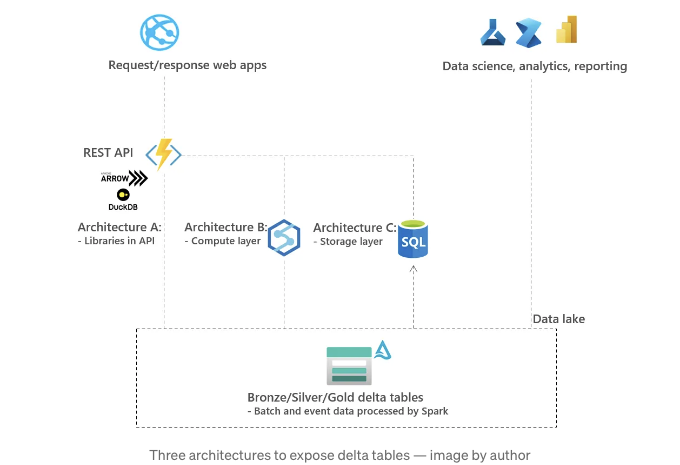 Request/response web apps
Data science, analytics, reporting
REST API
ARROW
DuckDB
Architecture A:
- Libraries in API
Architecture B:
- Compute layer
Architecture C:
- Storage layer
SQL
Data lake
Bronze/Silver/Gold delta tables
- Batch and event data processed by Spark
Three architectures to expose delta tables — image by author